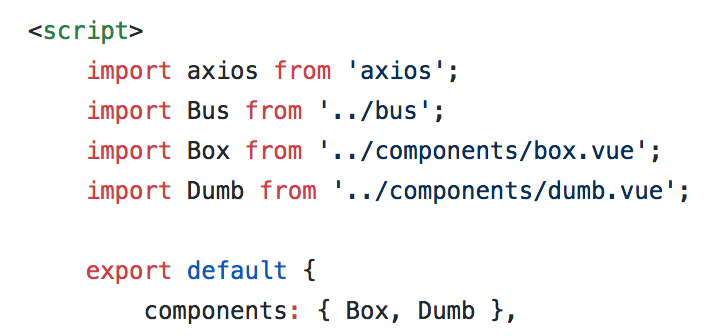 <script>
    import axios from 'axios';
    import Bus from '../bus';
    import Box from '../components/box.vue';
    import Dumb from '../components/dumb.vue';

    export default {
        components: { Box, Dumb },